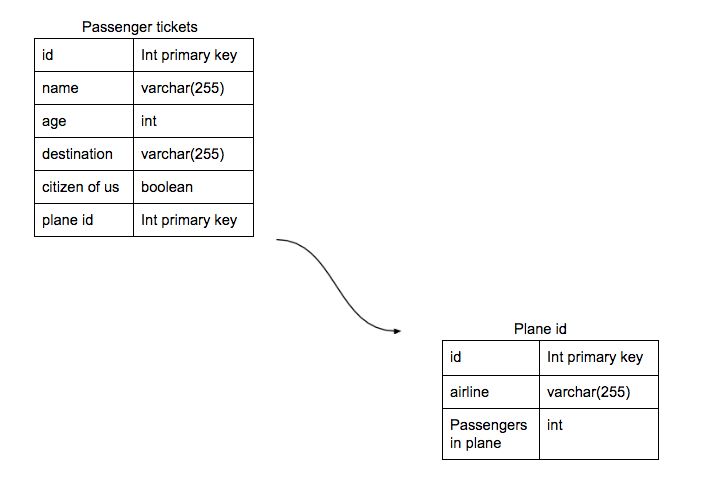 Passenger tickets
id Int primary key
name varchar(255)
age int
destination varchar(255)
citizen of us boolean
plane id Int primary key
Plane id
id Int primary key
airline varchar(255)
Passengers int
in plane